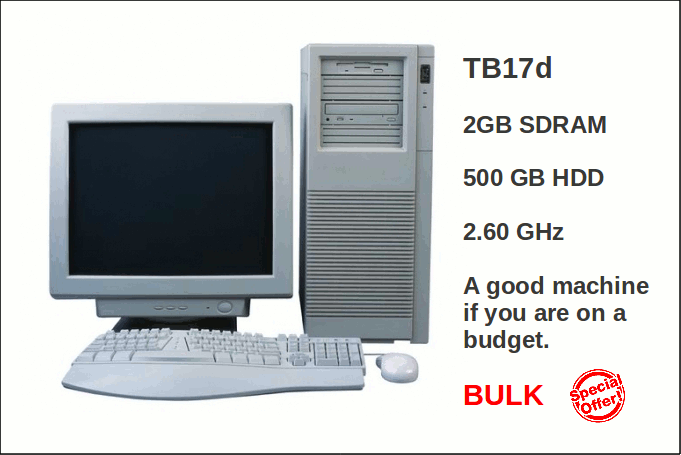 TB17d
2GB SDRAM
500 GB HDD
2.60 GHz
A good machine
if you are on a
budget.
BULK
Special
Offer!